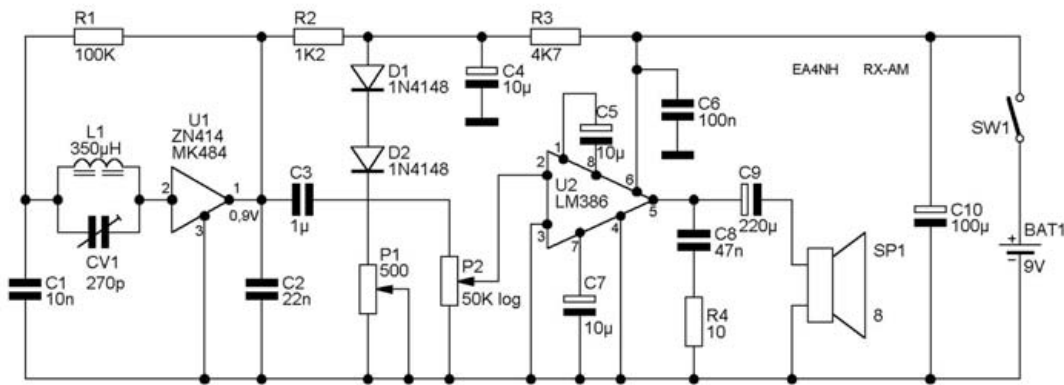 R1
100K
R2
1K2
R3
4K7
D1
1N4148
C4
10µ
EA4NH RX-AM
C5
10µ
C6
100n
SW1
U1
ZN414
MK484
L1
350µH
D2
1N4148
2
1
3
0,9V
C3
1µ
1
8
2
6
U2
LM386
5
3
4
7
C9
220µ
C10
100µ
BAT1
+
−
9V
CV1
270p
C8
47n
SP1
8
C1
10n
C2
22n
P1
500
P2
50K log
C7
10µ
R4
10